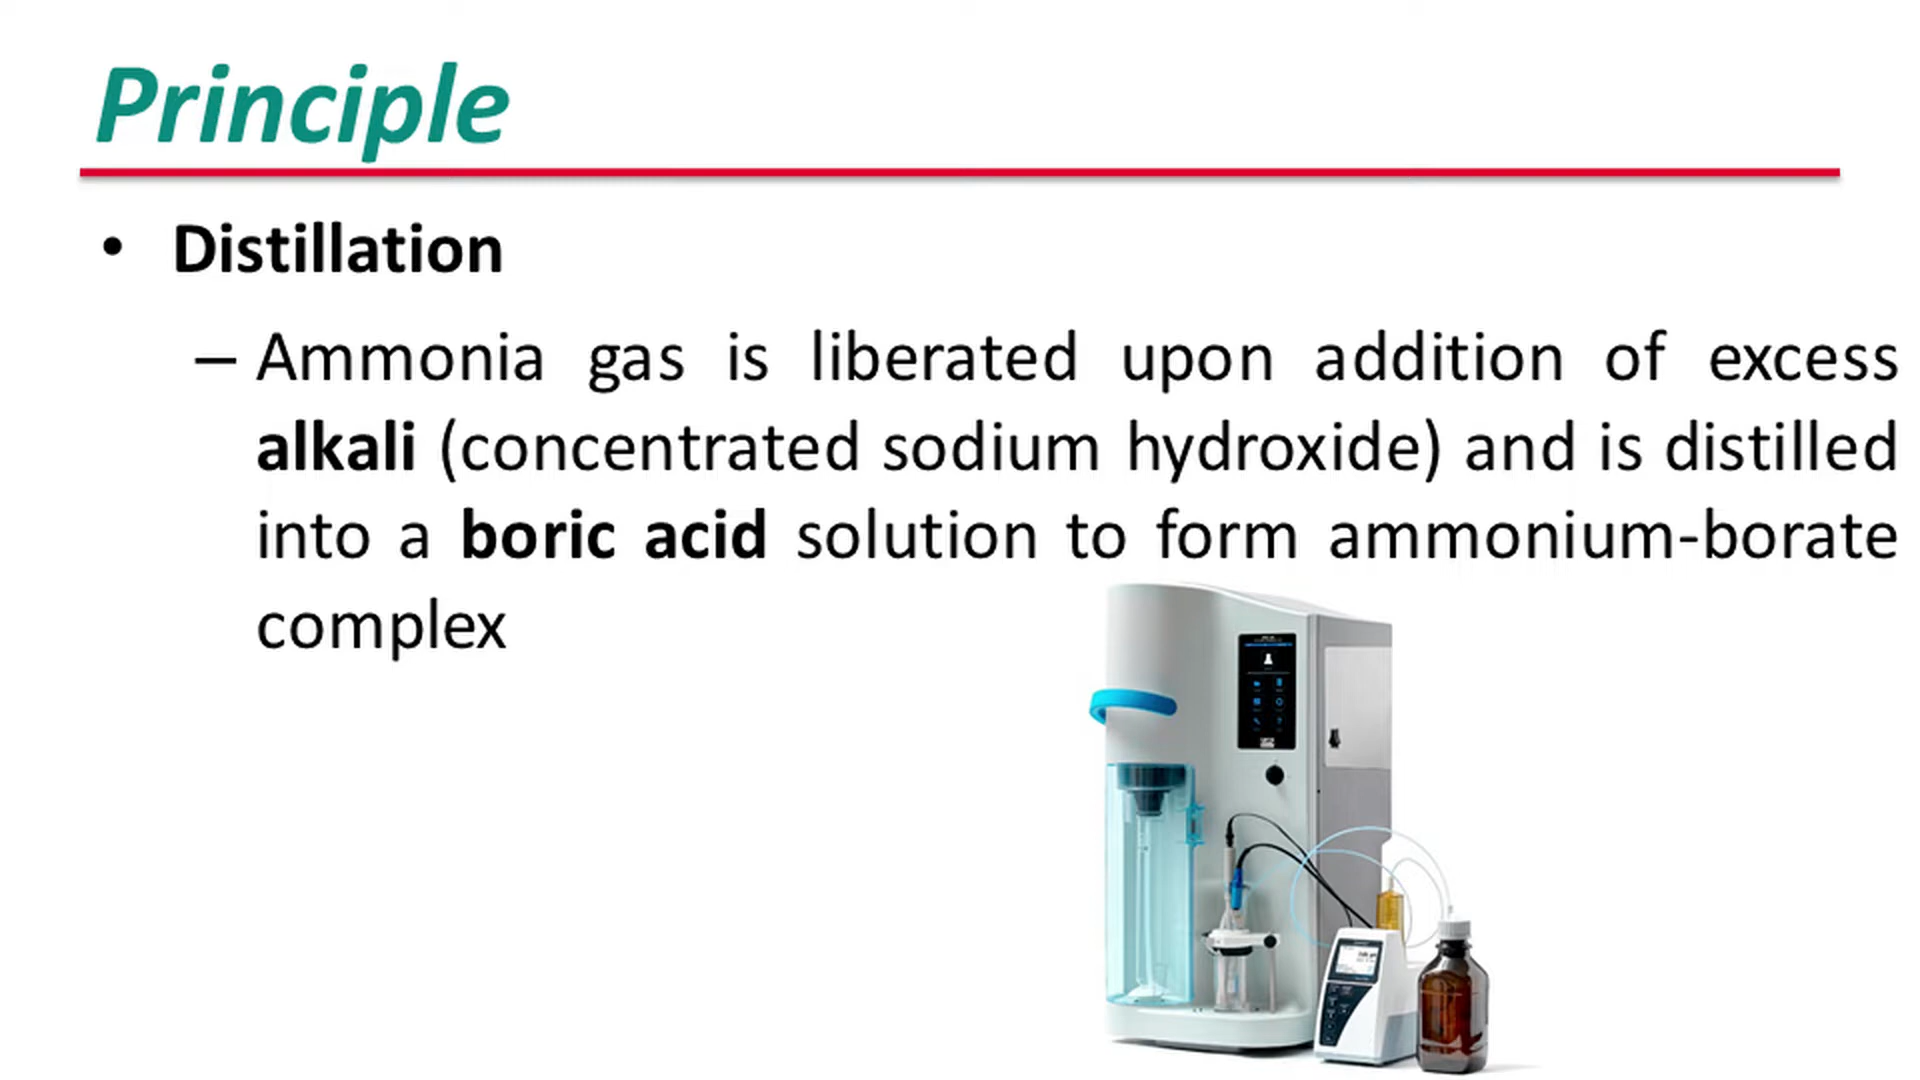 Principle
• Distillation
– Ammonia gas is liberated upon addition of excess
alkali (concentrated sodium hydroxide) and is distilled
into a boric acid solution to form ammonium-borate
complex